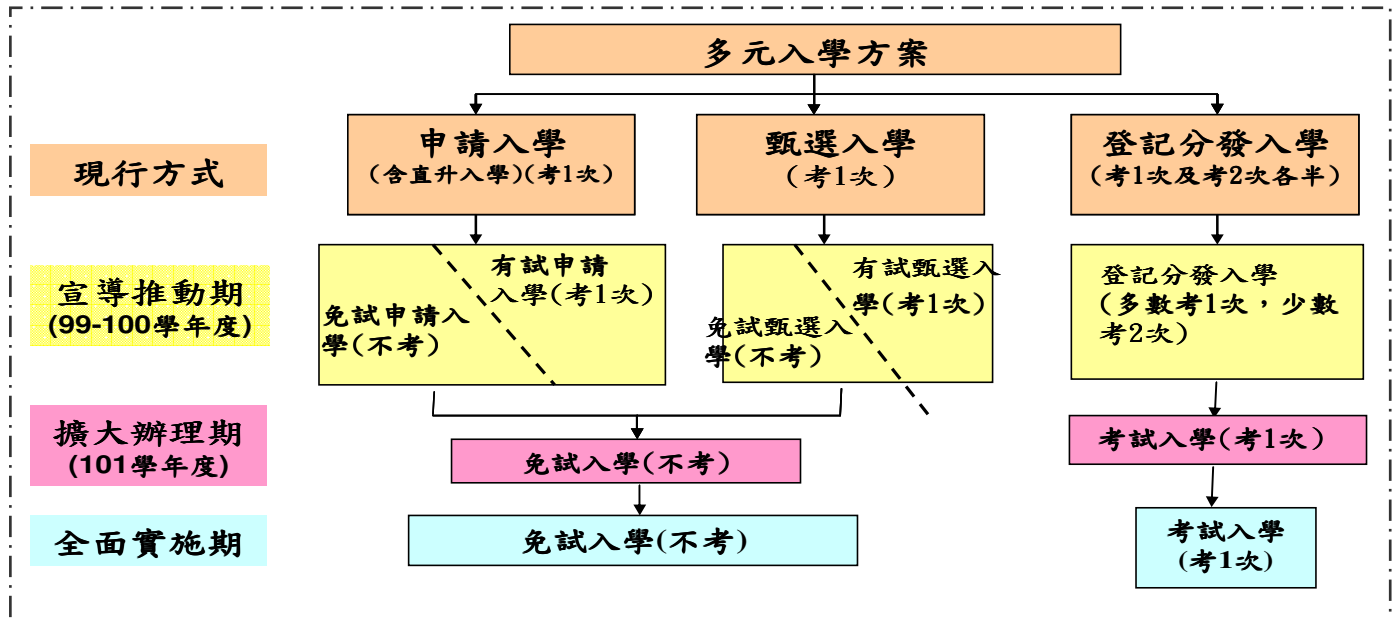 多元入學方案
現行方式
申請入學
(含直升入學)(考1次)
甄選入學
(考1次)
登記分發入學
(考1次及考2次各半)
宣導推動期
(99-100學年度)
免試申請入
學(不考)
有試申請
入學(考1次)
免試甄選入
學(不考)
有試甄選入
學(考1次)
登記分發入學
(多數考1次，少數
考2次)
擴大辦理期
(101學年度)
免試入學(不考)
考試入學(考1次)
全面實施期
免試入學(不考)
考試入學
(考1次)